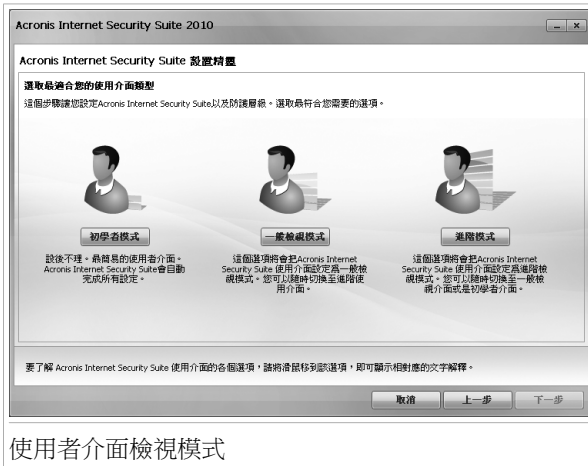 Acronis Internet Security Suite 2010
Acronis Internet Security Suite 設置精靈
選取最適合您的使用介面類型
這個步驟讓您設定Acronis Internet Security Suite以及防護層級。選取最符合您需要的選項。
初學者模式
設後不理。最簡易的使用者介面。
Acronis Internet Security Suite會自動
完成所有設定。
一般檢視模式
這個選項將會把Acronis Internet
Security Suite 使用介面設定為一般檢
視模式。您可以隨時切換至進階使
用介面。
進階模式
這個選項將會把Acronis Internet
Security Suite 使用介面設定為進階檢
視模式。您可以隨時切換至一般檢
視介面或是初學者介面。
要了解 Acronis Internet Security Suite 使用介面的各個選項，請將滑鼠移到該選項，即可顯示相對應的文字解釋。
取消
上一步
下一步
使用者介面檢視模式